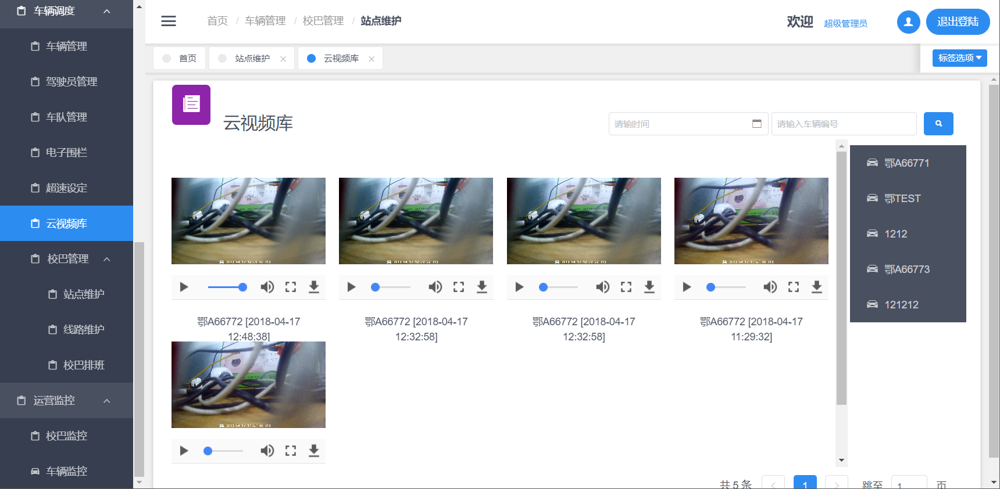 车辆调度
车辆管理
驾驶员管理
车队管理
电子围栏
超速设定
云视频库
校巴管理
站点维护
线路维护
校巴排班
运营监控
校巴监控
车辆监控
首页 / 车辆管理 / 校巴管理 / 站点维护
欢迎 超级管理员
退出登陆
首页
站点维护
云视频库
标签选项
云视频库
请输时间
请输入车辆编号
鄂A66772 [2018-04-17
12:48:38]
鄂A66772 [2018-04-17
12:32:58]
鄂A66772 [2018-04-17
12:32:58]
鄂A66772 [2018-04-17
11:29:32]
鄂A66771
鄂TEST
1212
鄂A66773
121212
共 5 条
1
跳至 1 页